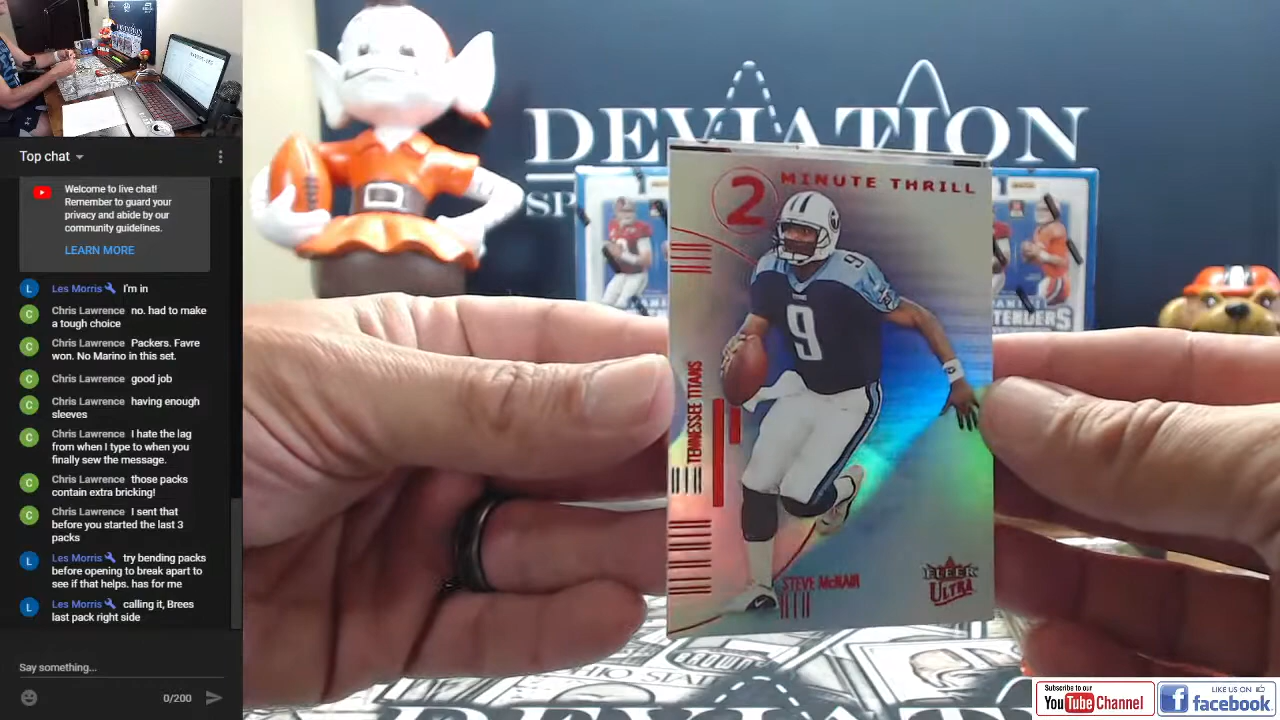 Top chat
Welcome to live chat!
Remember to guard your
privacy and abide by our
community guidelines.
LEARN MORE
Les Morris I'm in
Chris Lawrence no. had to make
a tough choice
Chris Lawrence Packers. Favre
won. No Marino in this set.
Chris Lawrence good job
Chris Lawrence having enough
sleeves
Chris Lawrence I hate the lag
from when I type to when you
finally sew the message.
Chris Lawrence those packs
contain extra bricking!
Chris Lawrence I sent that
before you started the last 3
packs
Les Morris try bending packs
before opening to break apart to
see if that helps. has for me
Les Morris calling it, Brees
last pack right side
Say something...
0/200
DEVIATION
SP
DEVIATION
2 MINUTE THRILL
9
9
TENNESSEE TITANS
STEVE McNAIR
FLEER
ULTRA
BROWN
DEVIATION
Subscribe to our
YouTube Channel
LIKE US ON
facebook